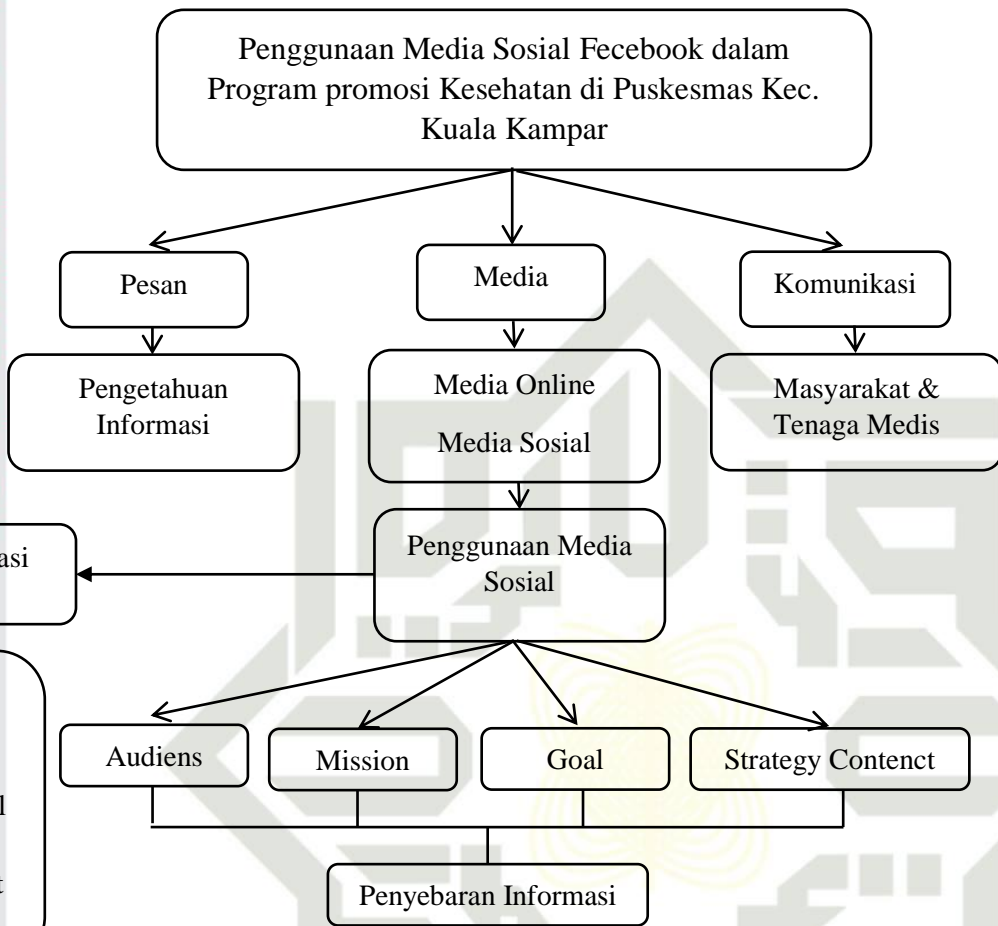 Penggunaan Media Sosial Fecebook dalam
Program promosi Kesehatan di Puskesmas Kec.
Kuala Kampar
Pesan
Media
Komunikasi
Pengetahuan
Informasi
Media Online
Media Sosial
Masyarakat &
Tenaga Medis
asi
Penggunaan Media
Sosial
Audiens
Mission
Goal
Strategy Contenct
l
t
Penyebaran Informasi